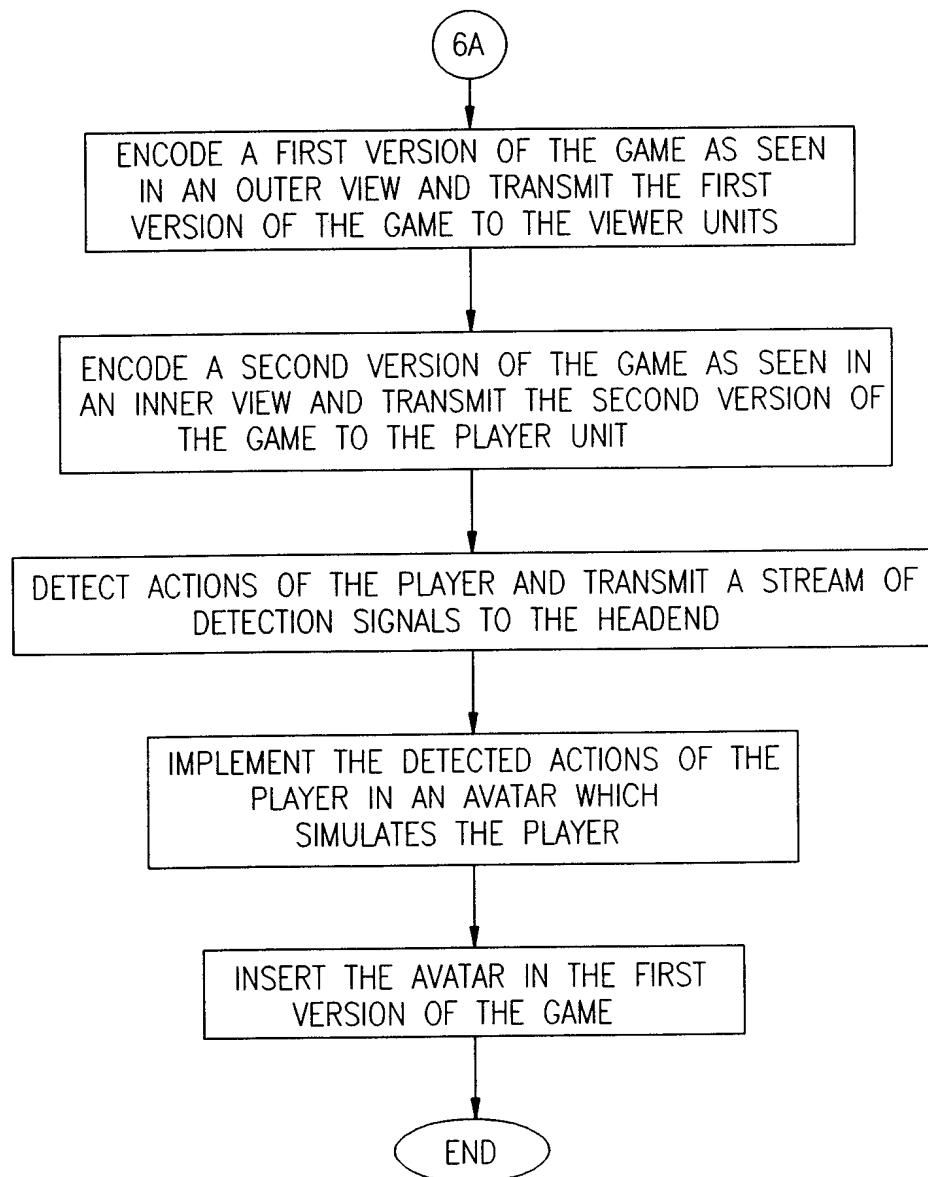 6A
ENCODE A FIRST VERSION OF THE GAME AS SEEN
IN AN OUTER VIEW AND TRANSMIT THE FIRST
VERSION OF THE GAME TO THE VIEWER UNITS
ENCODE A SECOND VERSION OF THE GAME AS SEEN IN
AN INNER VIEW AND TRANSMIT THE SECOND VERSION OF
THE GAME TO THE PLAYER UNIT
DETECT ACTIONS OF THE PLAYER AND TRANSMIT A STREAM OF
DETECTION SIGNALS TO THE HEADEND
IMPLEMENT THE DETECTED ACTIONS OF THE
PLAYER IN AN AVATAR WHICH
SIMULATES THE PLAYER
INSERT THE AVATAR IN THE FIRST
VERSION OF THE GAME
END